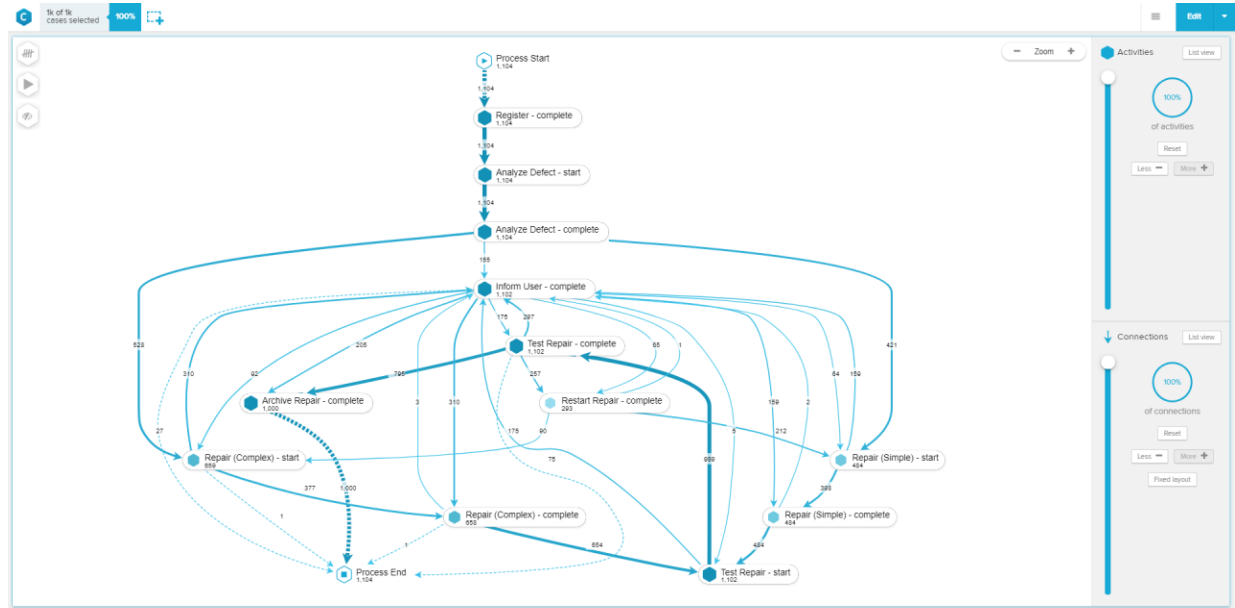 C
1k of 1k
cases selected
100%
Edit
Zoom
Process Start
1,104
1,104
Register - complete
1,104
1,104
Analyze Defect - start
1,104
1,104
Analyze Defect - complete
1,104
155
Inform User - complete
1,102
175
297
Test Repair - complete
1,102
528
310
92
205
795
257
65
1
64
159
421
Archive Repair - complete
1,000
3
310
Restart Repair - complete
293
159
2
27
175
90
75
5
212
Repair (Complex) - start
659
Repair (Simple) - start
484
377
1,000
1
Repair (Complex) - complete
658
Repair (Simple) - complete
484
1
654
484
Process End
1,104
Test Repair - start
1,102
Activities
List view
100%
of activities
Reset
Less
More
Connections
List view
100%
of connections
Reset
Less
More
Fixed layout